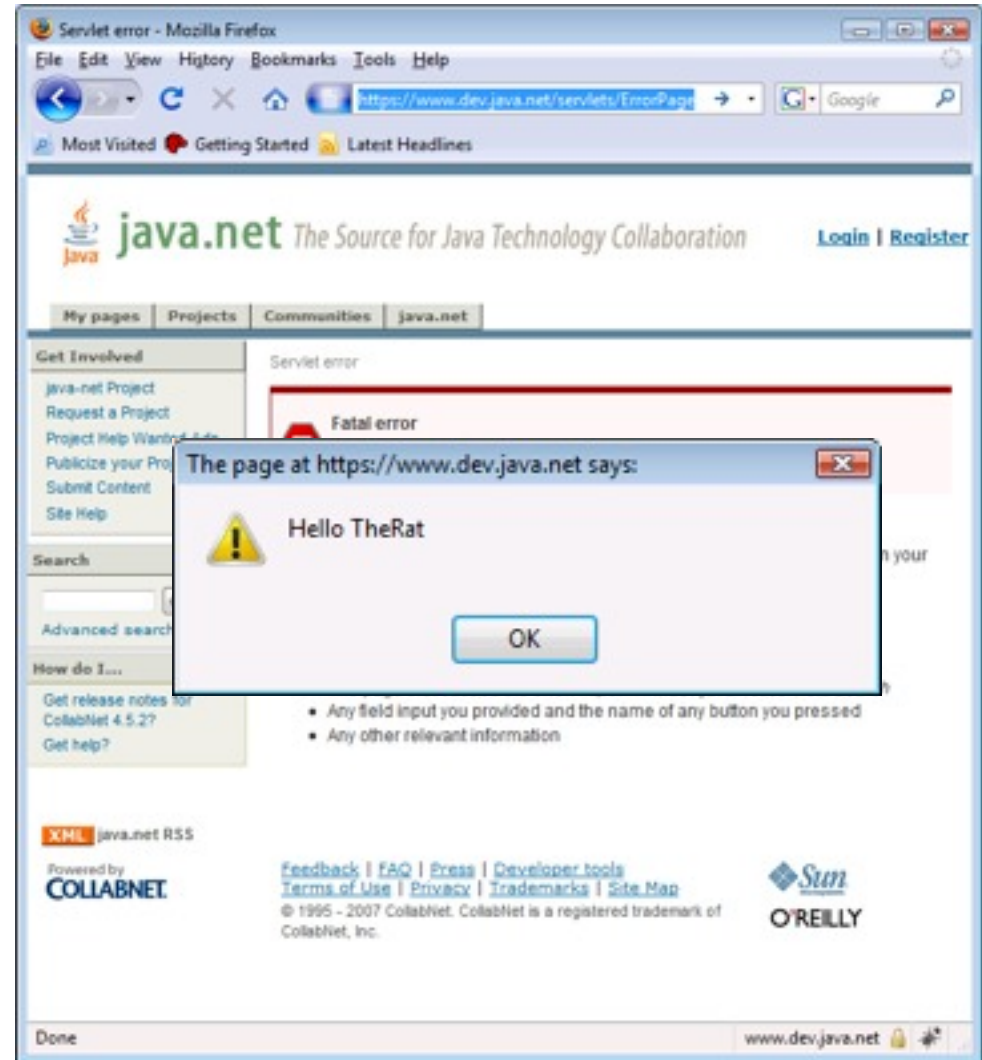 Servlet error - Mozilla Firefox
File Edit View History Bookmarks Tools Help
https://www.dev.java.net/servlets/ErrorPage
G Google
Most Visited Getting Started Latest Headlines
Java
java.net The Source for Java Technology Collaboration
Login | Register
My pages Projects Communities java.net
Get Involved
java-net Project
Request a Project
Project Help Wanted Ads
Publicize your
Submit Content
Site Help
Search
Advanced search
How do I...
Get release notes for
CollabNet 4.5.2?
Get help?
Servlet error
Fatal error
The page at https://www.dev.java.net says:
Hello TheRat
OK
your
• Any field input you provided and the name of any button you pressed
• Any other relevant information
XML java.net RSS
Powered by
COLLABNET.
Feedback | FAQ | Press | Developer tools
Terms of Use | Privacy | Trademarks | Site Map
© 1995 - 2007 CollabNet. CollabNet is a registered trademark of
CollabNet, Inc.
Sun
O'REILLY
Done
www.dev.java.net